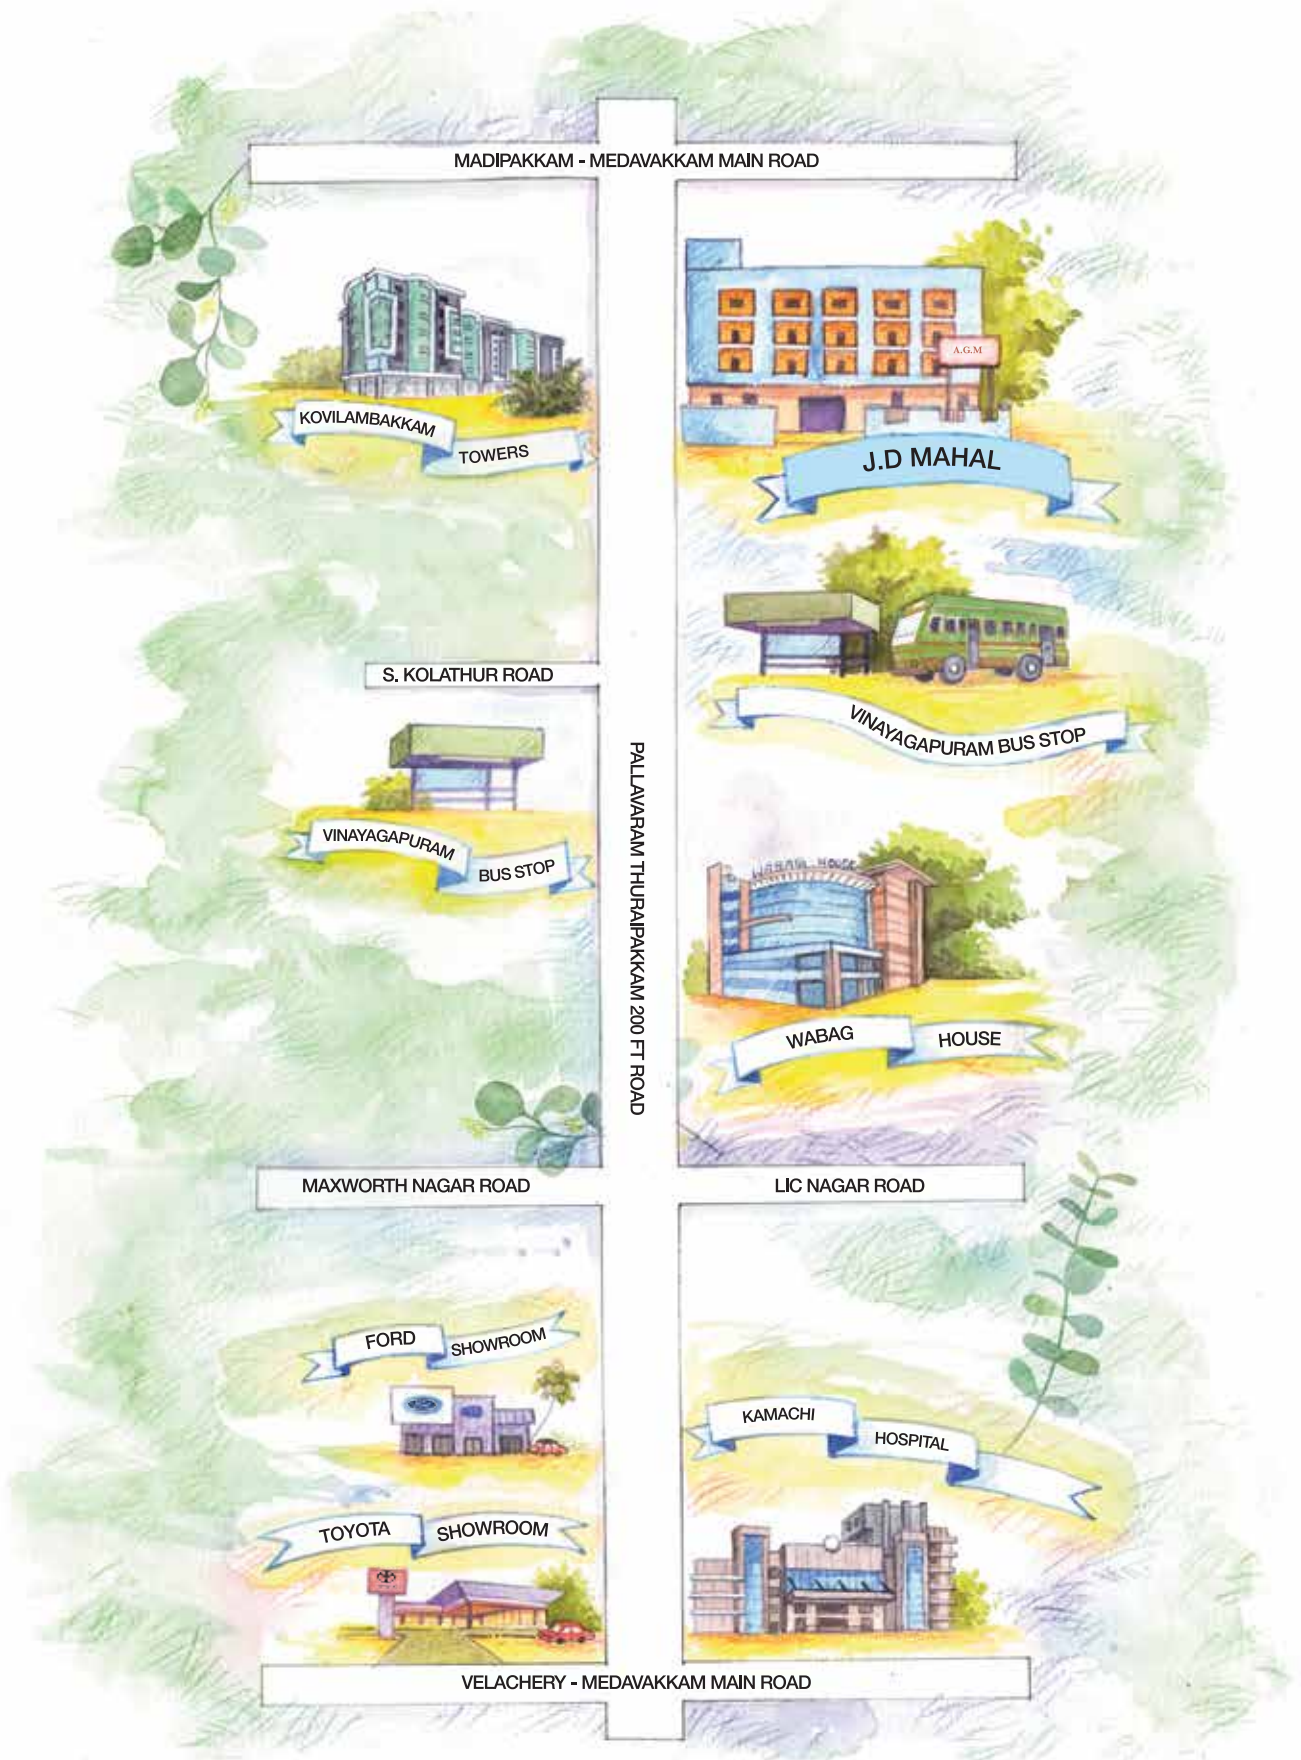 MADIPAKKAM - MEDAVAKKAM MAIN ROAD
A.G.M
KOVILAMBAKKAM
TOWERS
J.D MAHAL
S. KOLATHUR ROAD
VINAYAGAPURAM BUS STOP
PALLAVARAM THURAIPAKKAM 200 FT ROAD
VINAYAGAPURAM
BUS STOP
WABAG HOUSE
WABAG
HOUSE
MAXWORTH NAGAR ROAD
LIC NAGAR ROAD
FORD
SHOWROOM
KAMACHI
HOSPITAL
TOYOTA
SHOWROOM
VELACHERY - MEDAVAKKAM MAIN ROAD